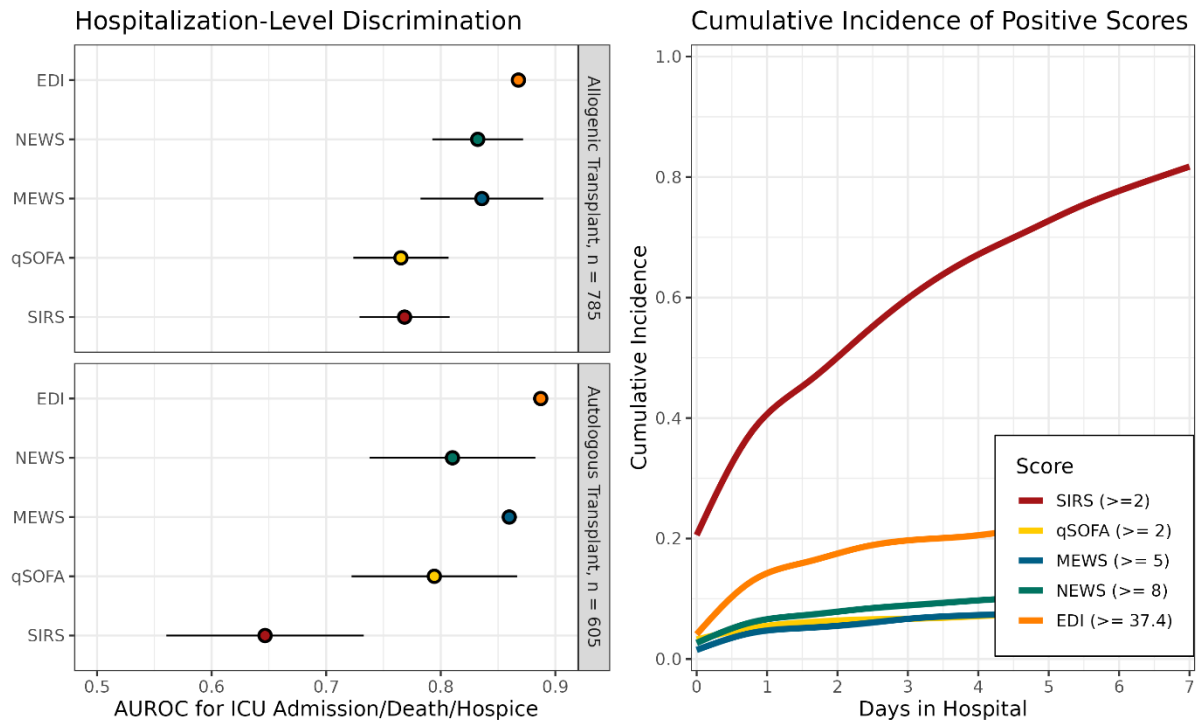 Hospitalization-Level Discrimination
EDI
NEWS
MEWS
qSOFA
SIRS
Allogenic Transplant, n = 785
EDI
NEWS
MEWS
qSOFA
SIRS
Autologous Transplant, n = 605
0.5 0.6 0.7 0.8 0.9
AUROC for ICU Admission/Death/Hospice
Cumulative Incidence of Positive Scores
Cumulative Incidence
1.0
0.8
0.6
0.4
0.2
0.0
Score
SIRS (>=2)
qSOFA (>= 2)
MEWS (>= 5)
NEWS (>= 8)
EDI (>= 37.4)
0 1 2 3 4 5 6 7
Days in Hospital